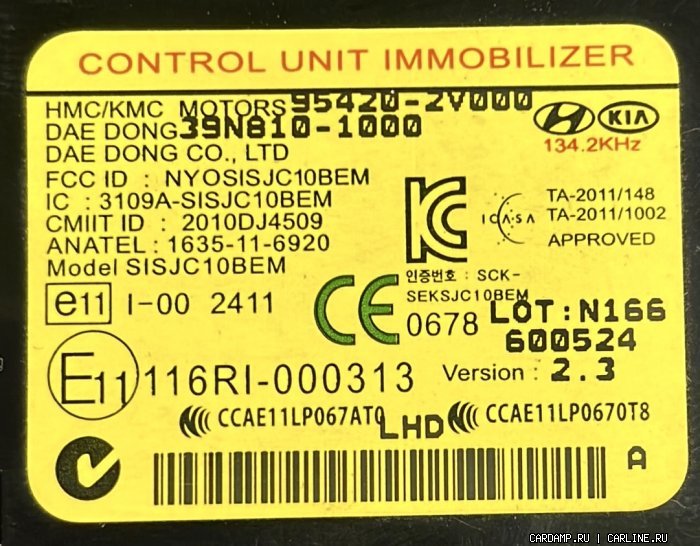 CONTROL UNIT IMMOBILIZER
HMC/KMC MOTORS 95420-2V000
DAE DONG 39N810-1000
KIA
134.2KHz
DAE DONG CO., LTD
FCC ID : NYOSISJC10BEM
IC : 3109A-SISJC10BEM
CMIIT ID : 2010DJ4509
ANATEL : 1635-11-6920
Model SISJC10BEM
ICASA
TA-2011/148
TA-2011/1002
APPROVED
인증번호 : SCK-
SEKSJC10BEM
e11 I-00 2411
CE 0678
LOT:N166
600524
E11 116RI-000313
Version : 2.3
CCAE11LP067AT0 LHD CCAE11LP0670T8
A
CARDAMP.RU | CARLINE.RU